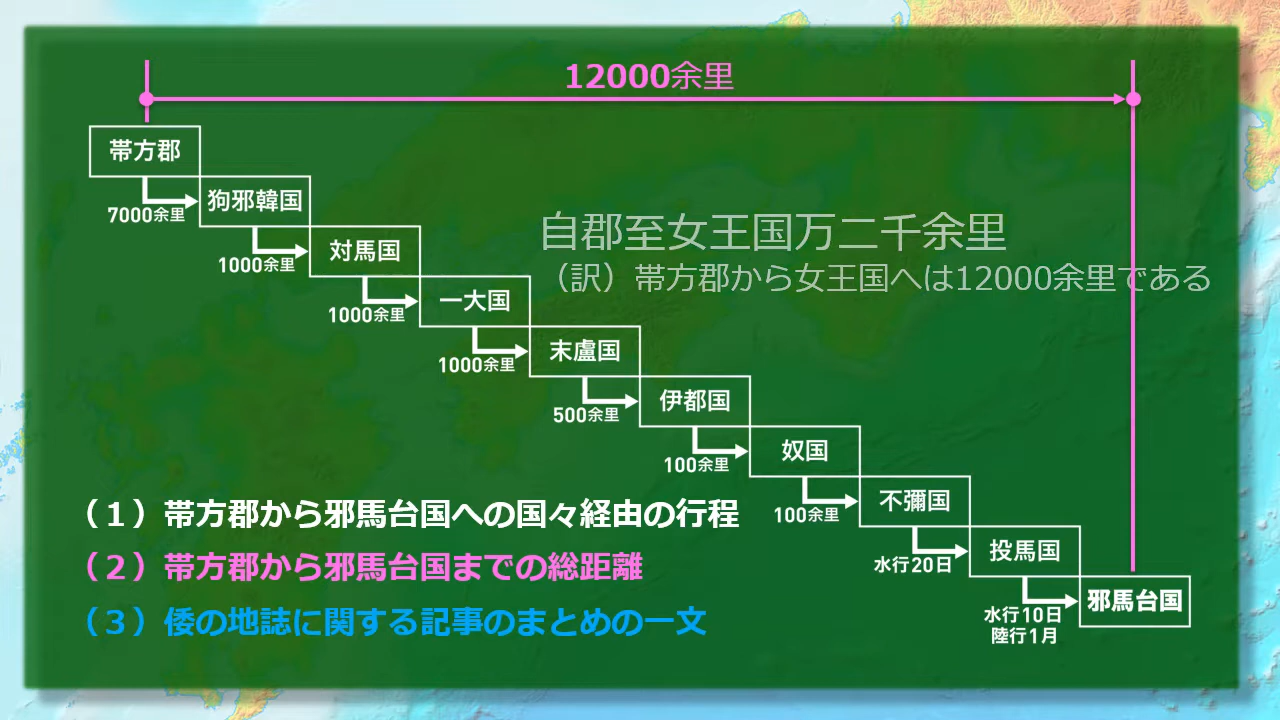 12000余里
帯方郡
7000余里
狗邪韓国
1000余里
対馬国
1000余里
一大国
1000余里
末盧国
500余里
伊都国
100余里
奴国
100余里
不彌国
水行20日
投馬国
水行10日
陸行1月
邪馬台国
自郡至女王国万二千余里
（訳）帯方郡から女王国へは12000余里である
（１）帯方郡から邪馬台国への国々経由の行程
（２）帯方郡から邪馬台国までの総距離
（３）倭の地誌に関する記事のまとめの一文